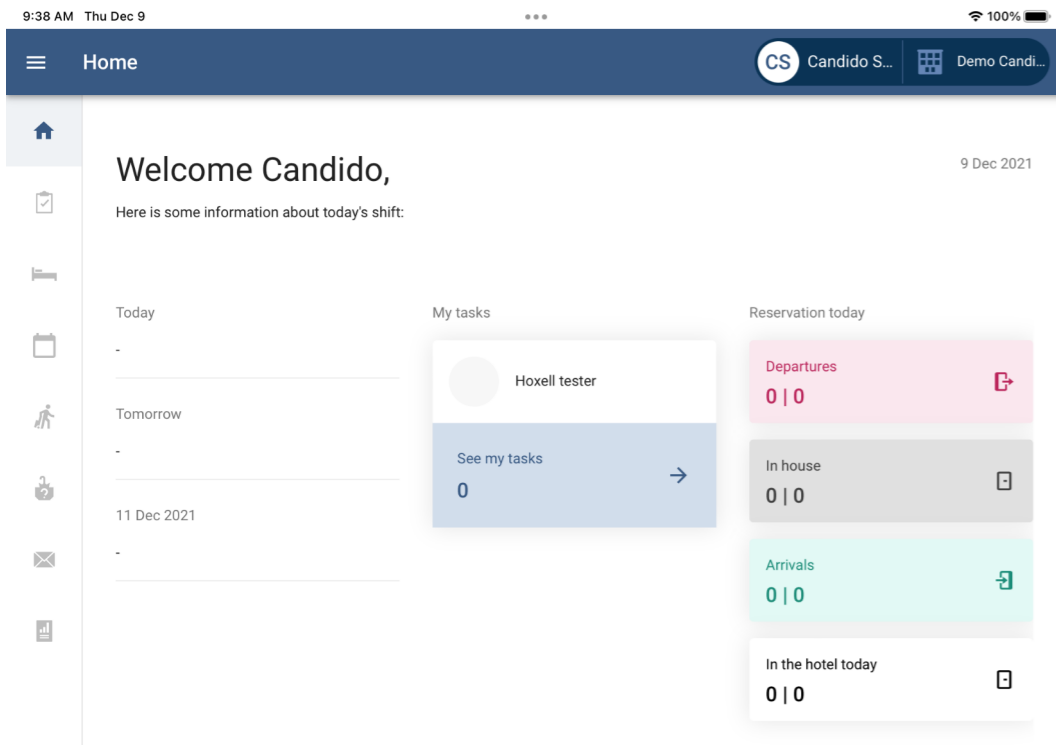 9:38 AM Thu Dec 9
100%
Home
CS Candido S...
Demo Candi...
Welcome Candido,
9 Dec 2021
Here is some information about today's shift:
Today
-
Tomorrow
-
11 Dec 2021
-
My tasks
Hoxell tester
See my tasks
0
Reservation today
Departures
0 | 0
In house
0 | 0
Arrivals
0 | 0
In the hotel today
0 | 0